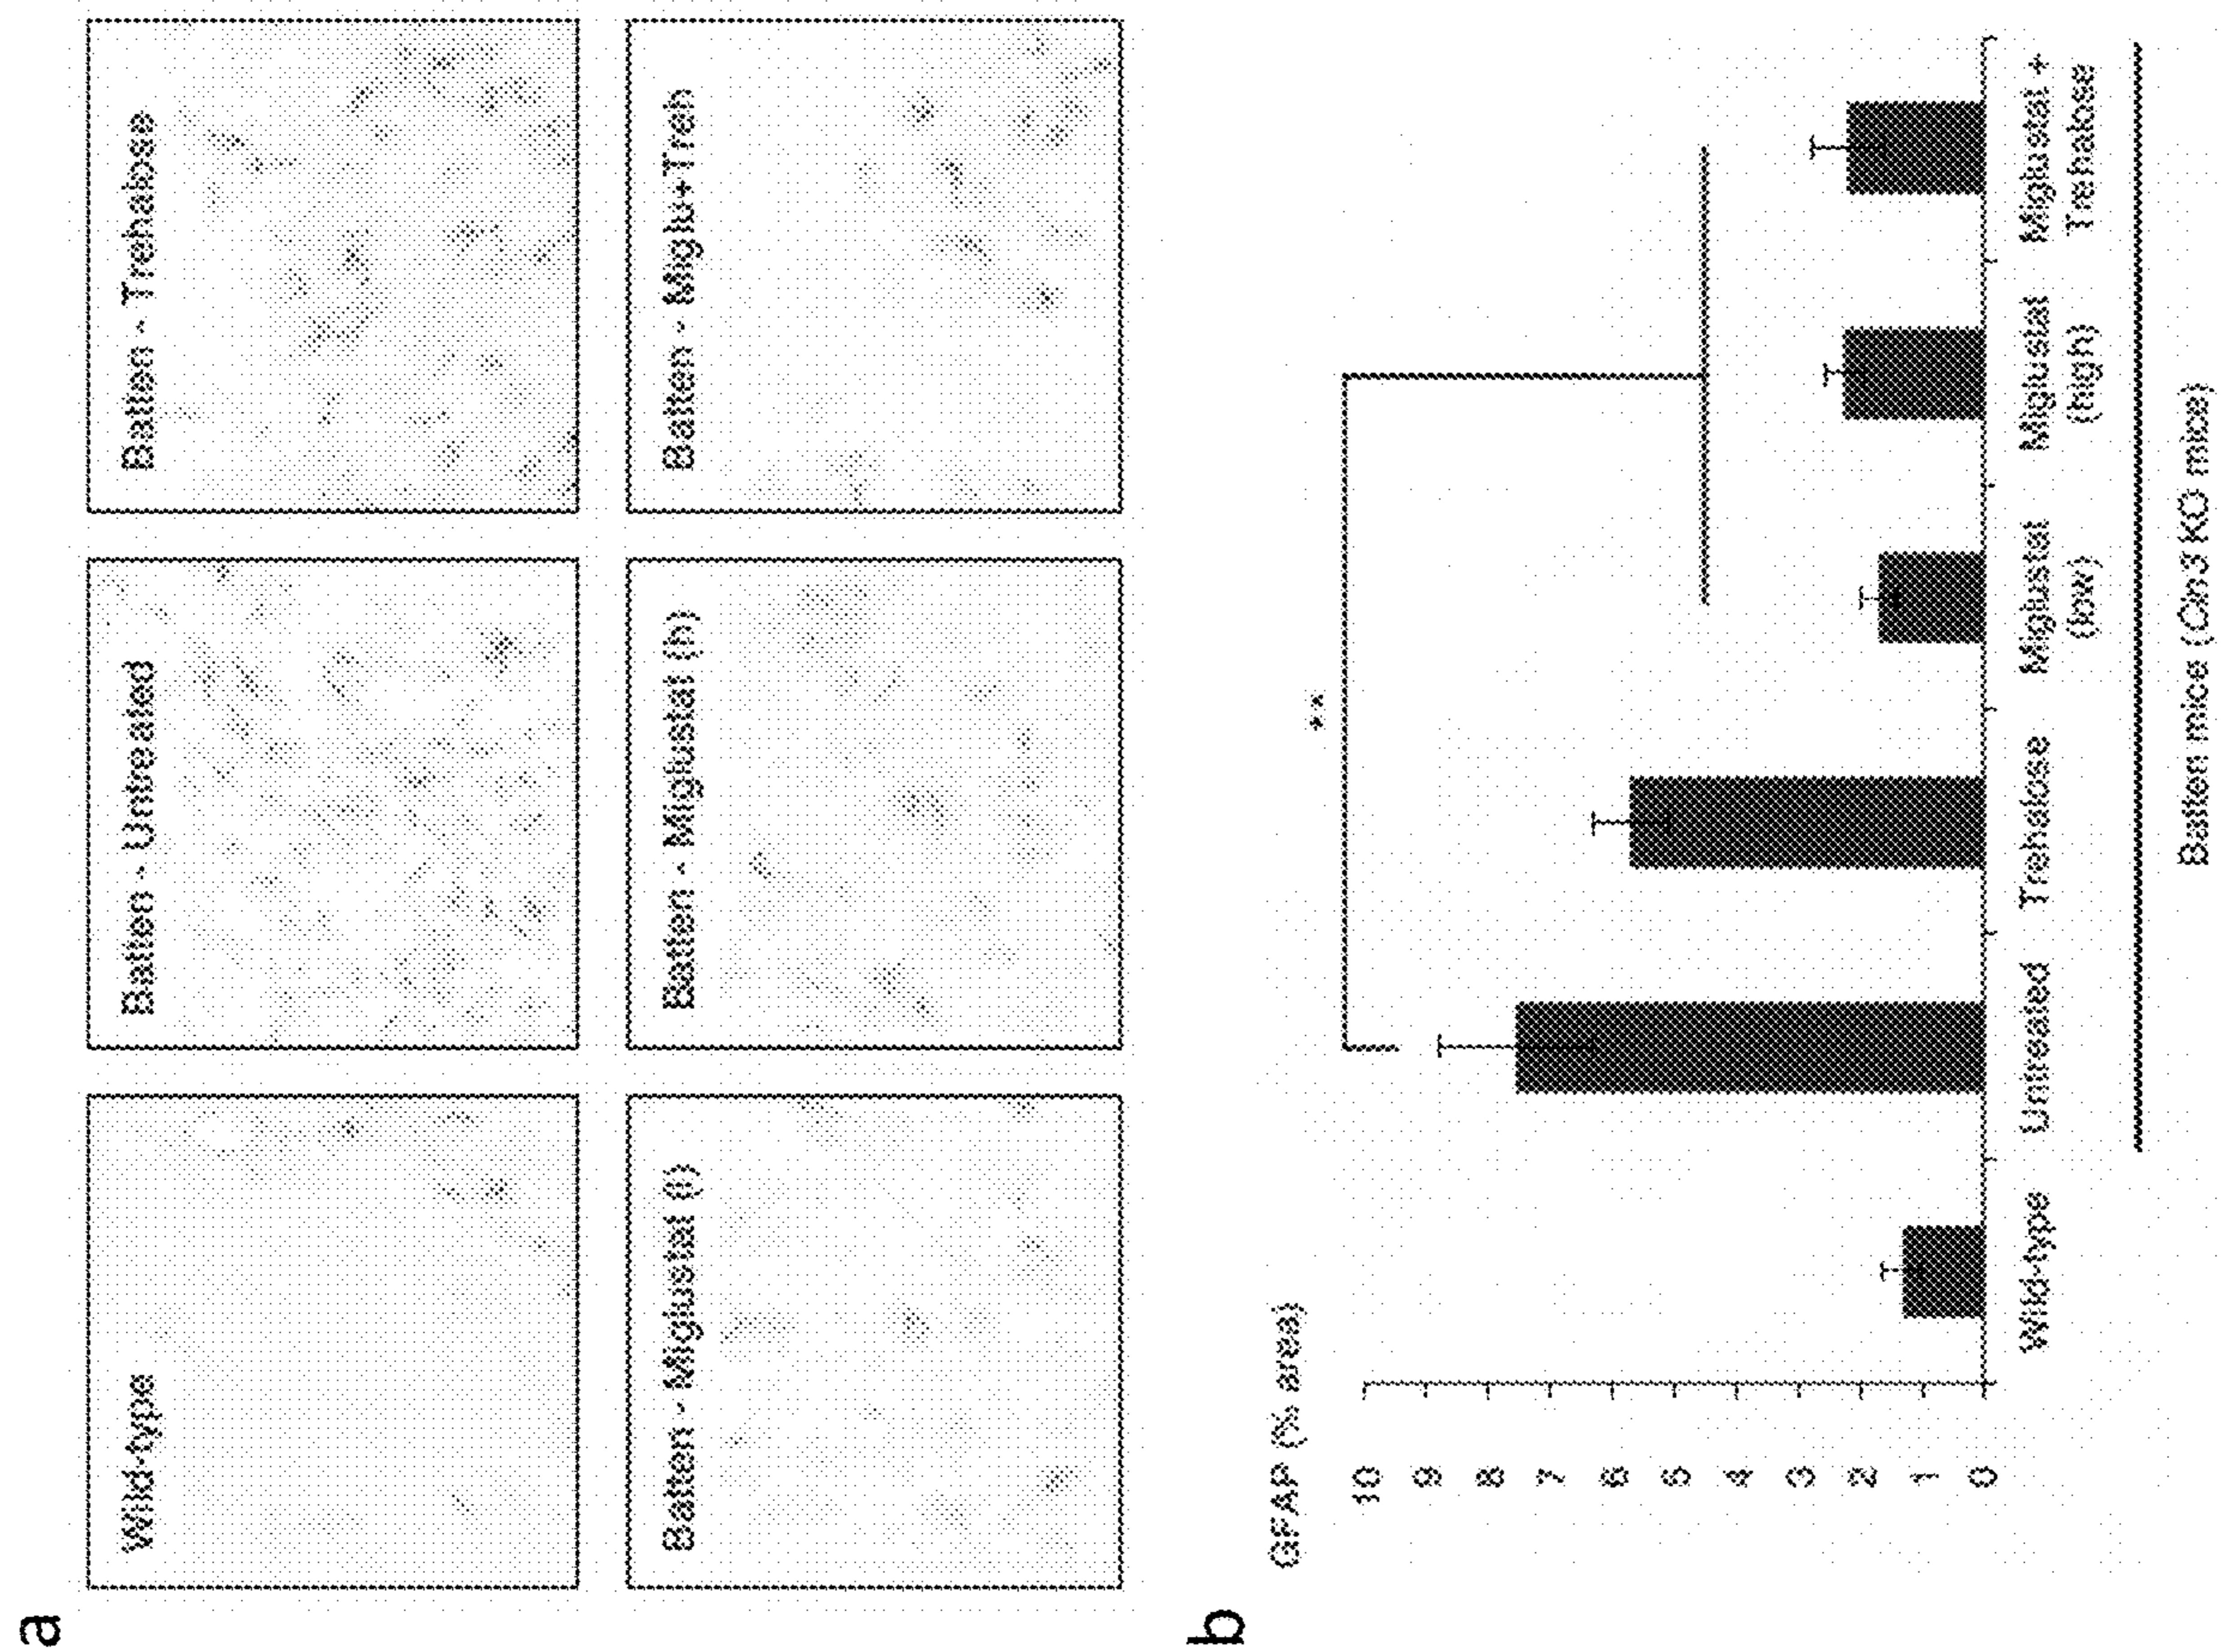 a
Wild-type
Batten - Untreated
Batten - Trehalose
Batten - Miglustat (l)
Batten - Miglustat (h)
Batten - Miglu+Treh
b
GFAP (% area)
10
9
8
7
6
5
4
3
2
1
0
**
Wild-type
Untreated
Trehalose
Miglustat
(low)
Miglustat
(high)
Miglustat +
Trehalose
Batten mice (Cln3 KO mice)